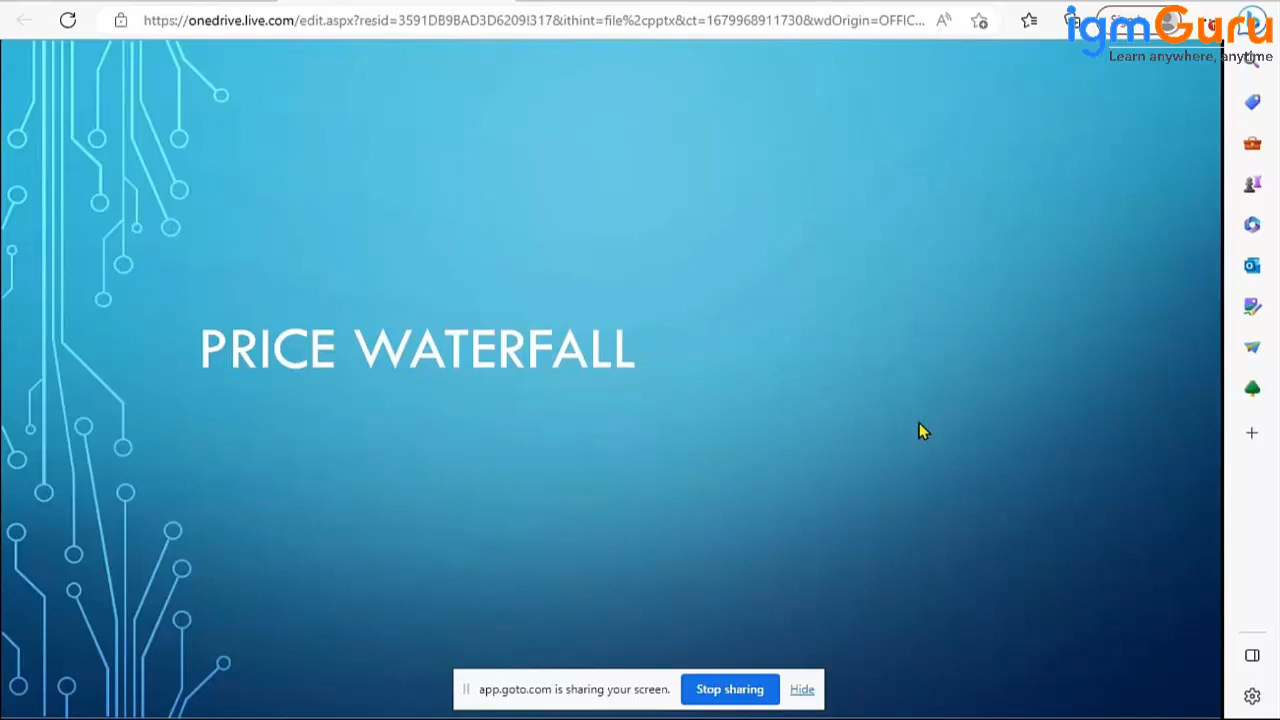 https://onedrive.live.com/edit.aspx?resid=3591DB9BAD3D6209!317&ithint=file%2cpptx&ct=1679968911730&wdOrigin=OFFIC...
igmGuru
Learn anywhere, anytime
PRICE WATERFALL
app.goto.com is sharing your screen.
Stop sharing
Hide